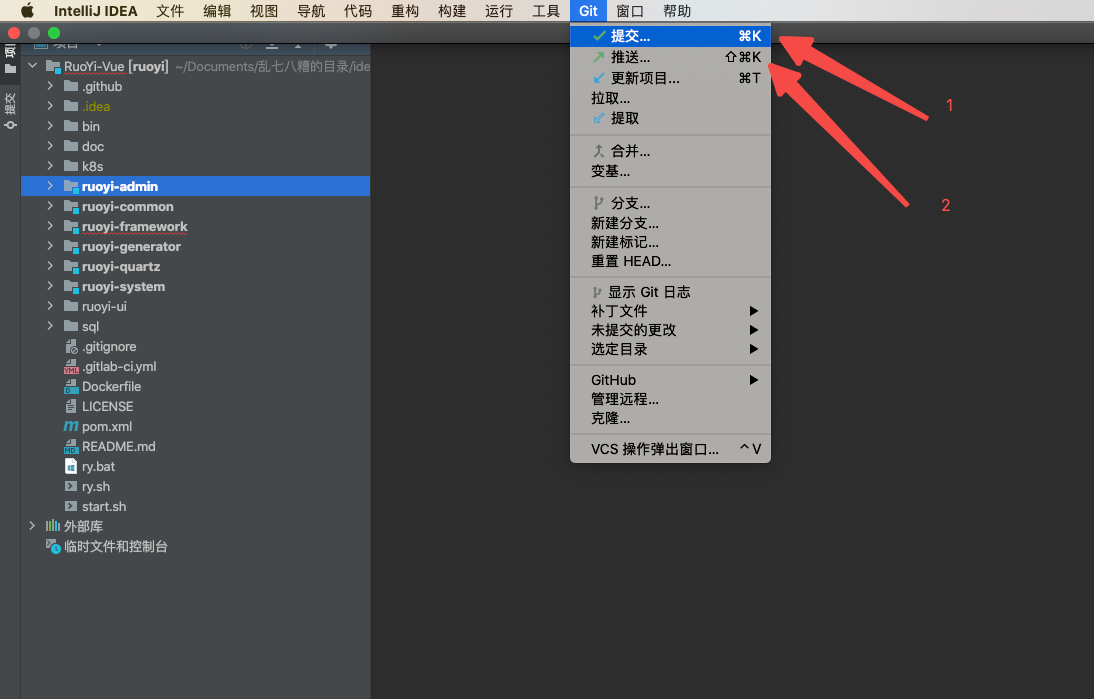 IntelliJ IDEA 文件 编辑 视图 导航 代码 重构 构建 运行 工具 Git 窗口 帮助
提交
RuoYi-Vue [ruoyi] ~/Documents/乱七八糟的目录/ide
.github
.idea
bin
doc
k8s
ruoyi-admin
ruoyi-common
ruoyi-framework
ruoyi-generator
ruoyi-quartz
ruoyi-system
ruoyi-ui
sql
.gitignore
.gitlab-ci.yml
Dockerfile
LICENSE
pom.xml
README.md
ry.bat
ry.sh
start.sh
外部库
临时文件和控制台
提交... ⌘K
推送... ⇧⌘K
更新项目... ⌘T
拉取...
提取
合并...
变基...
分支...
新建分支...
新建标记...
重置 HEAD...
显示 Git 日志
补丁文件
未提交的更改
选定目录
GitHub
管理远程...
克隆...
VCS 操作弹出窗口... ^V
1
2